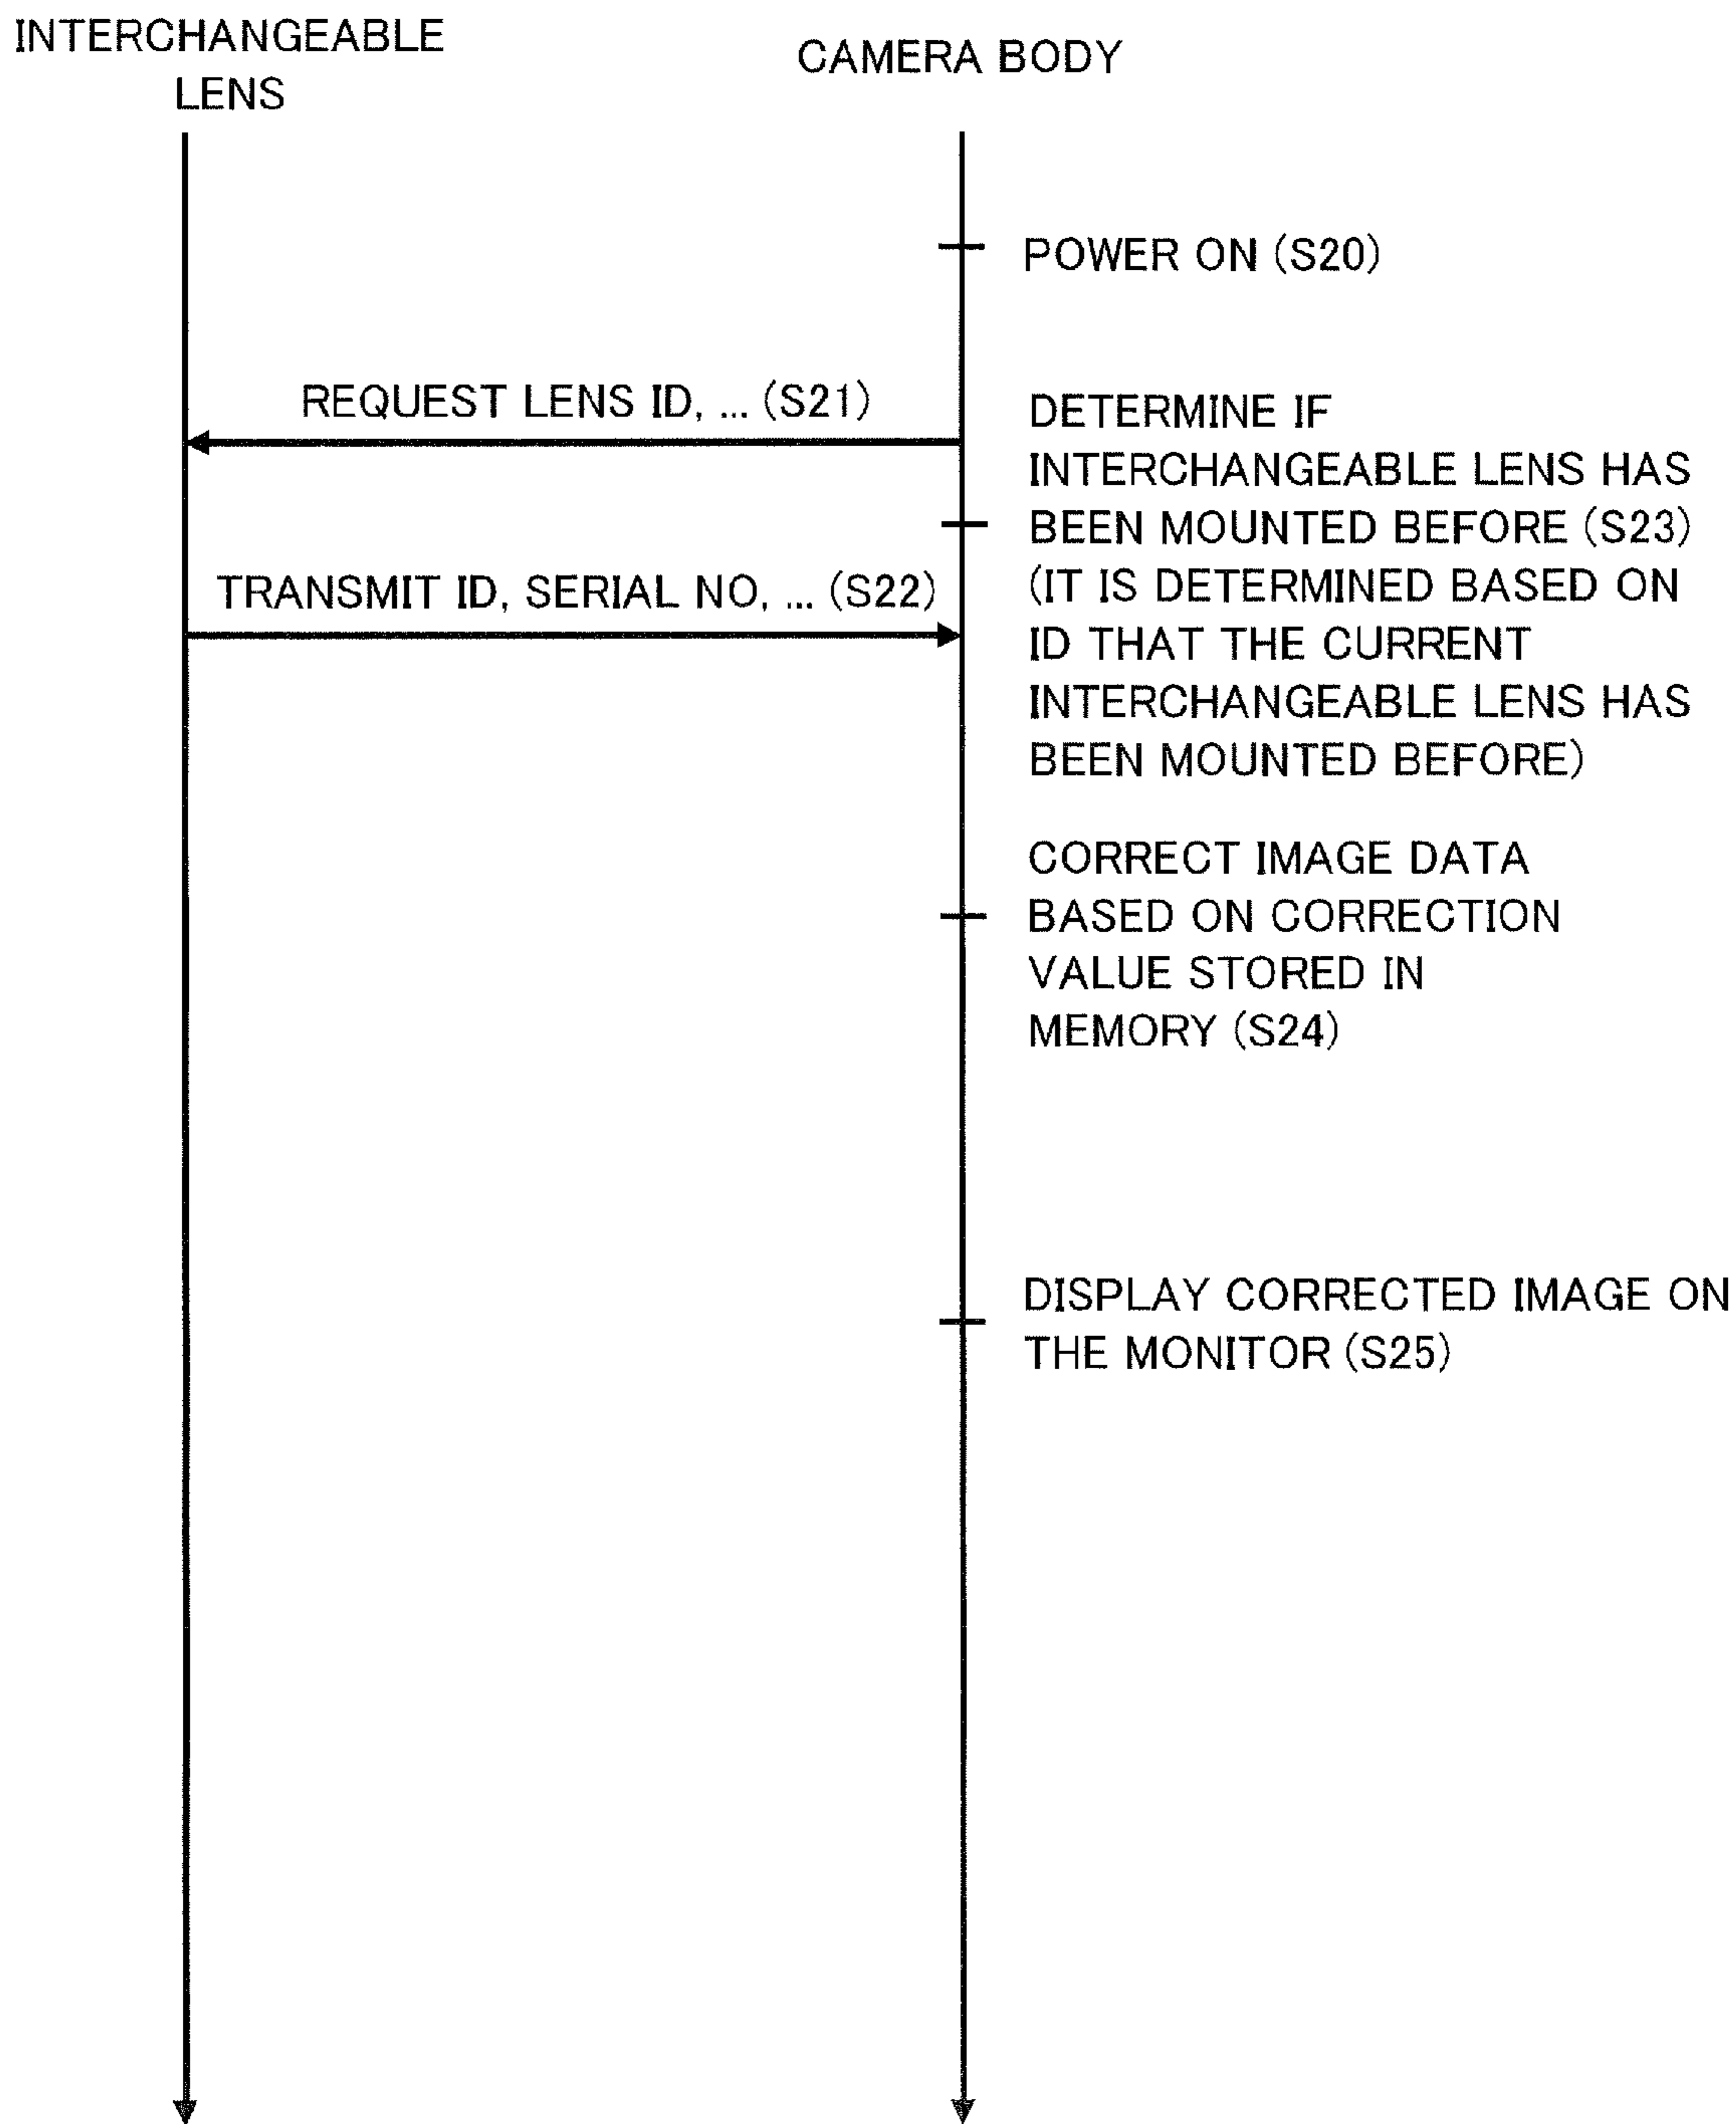 INTERCHANGEABLE
LENS
CAMERA BODY
POWER ON (S20)
REQUEST LENS ID, ... (S21)
DETERMINE IF
INTERCHANGEABLE LENS HAS
BEEN MOUNTED BEFORE (S23)
(IT IS DETERMINED BASED ON
ID THAT THE CURRENT
INTERCHANGEABLE LENS HAS
BEEN MOUNTED BEFORE)
TRANSMIT ID, SERIAL NO, ... (S22)
CORRECT IMAGE DATA
BASED ON CORRECTION
VALUE STORED IN
MEMORY (S24)
DISPLAY CORRECTED IMAGE ON
THE MONITOR (S25)